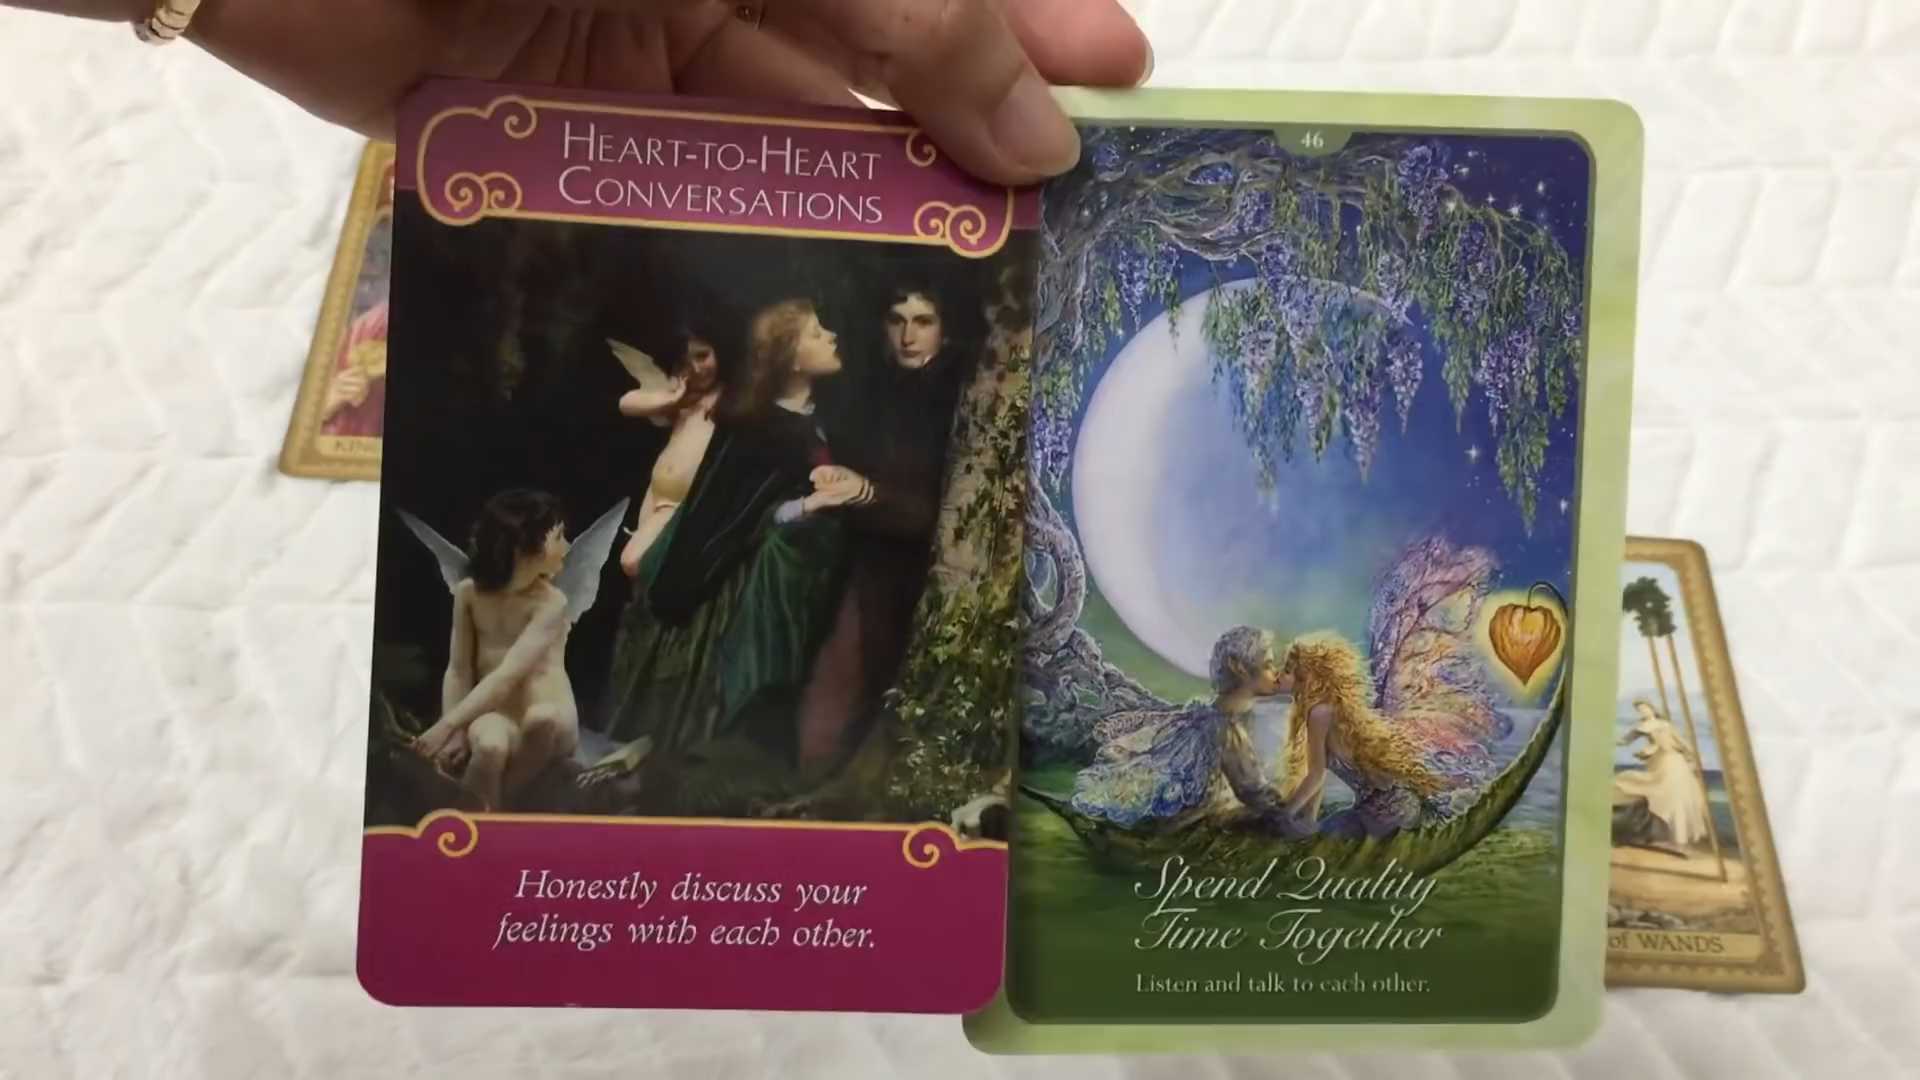 HEART-TO-HEART
CONVERSATIONS
Honestly discuss your
feelings with each other.
46
Spend Quality
Time Together
Listen and talk to each other.
of WANDS